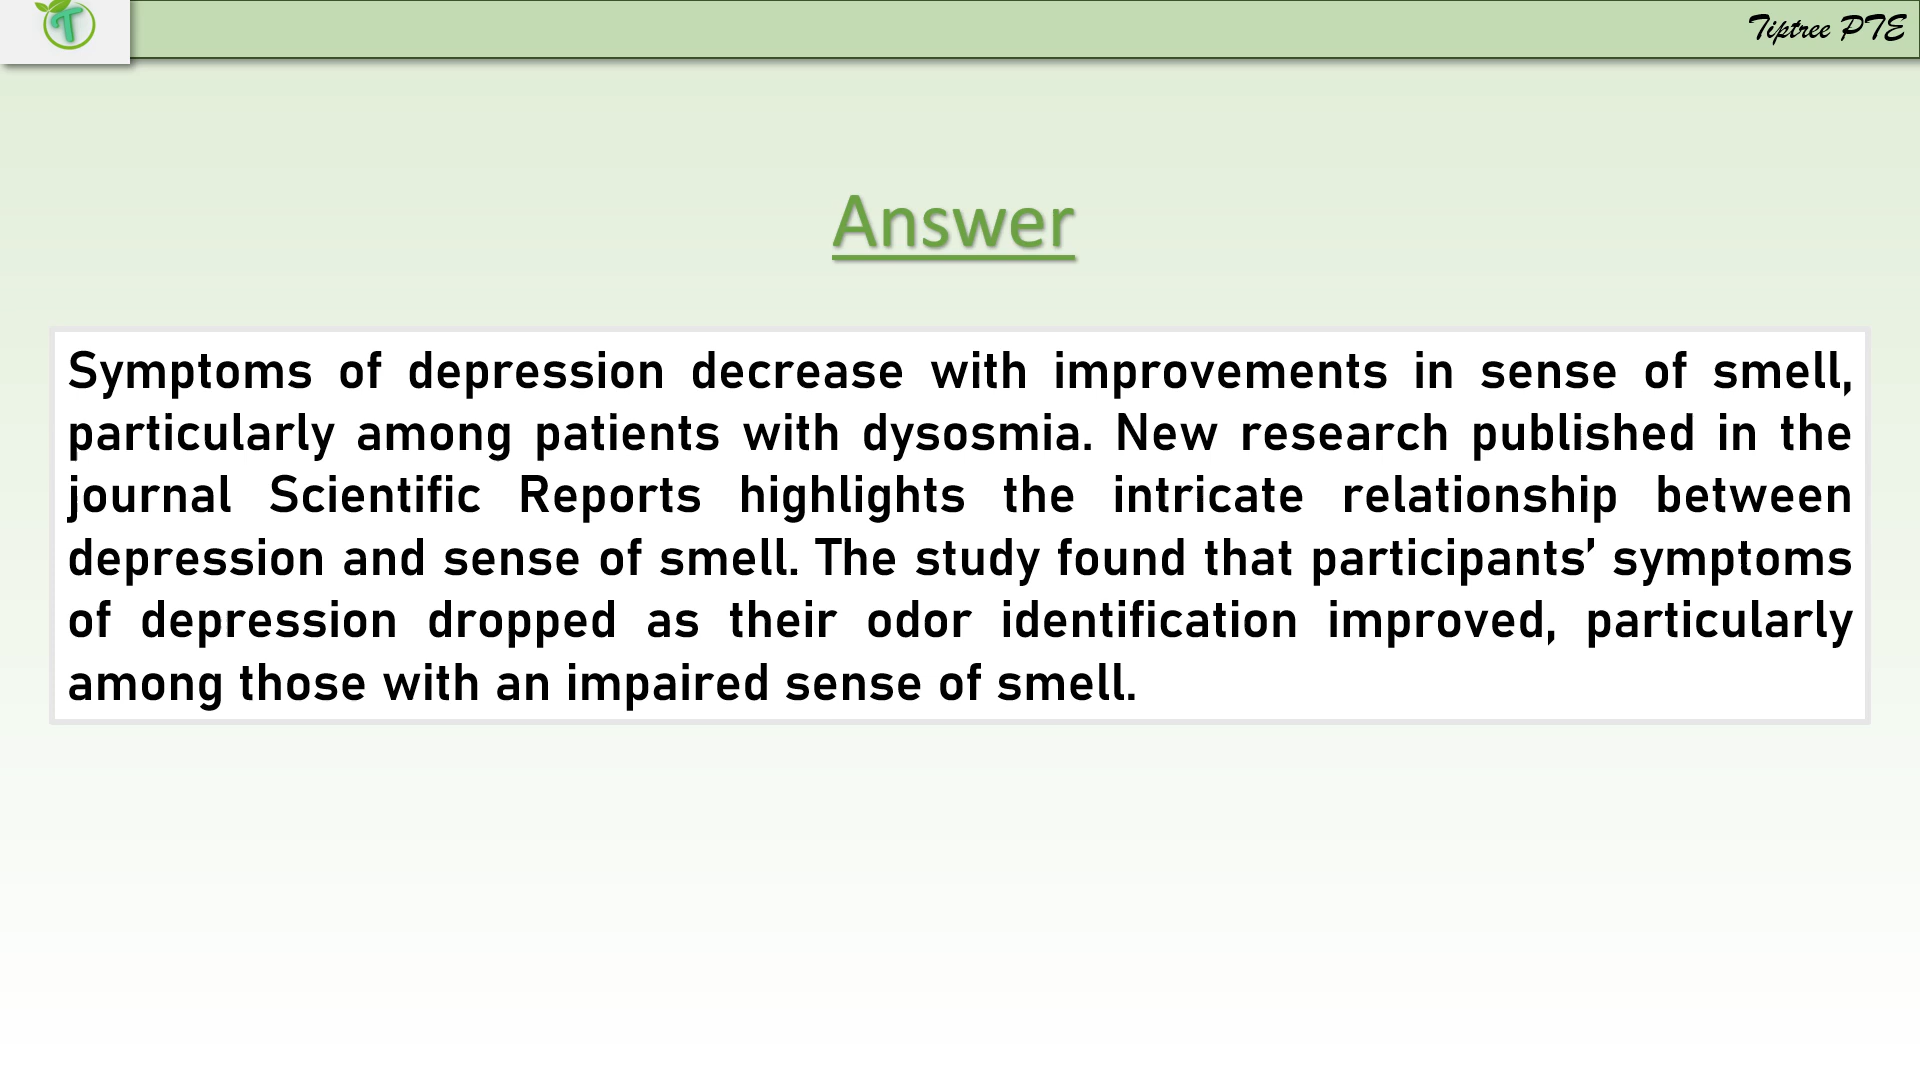 T
Tiptree PTE
Answer
Symptoms of depression decrease with improvements in sense of smell,
particularly among patients with dysosmia. New research published in the
journal Scientific Reports highlights the intricate relationship between
depression and sense of smell. The study found that participants’ symptoms
of depression dropped as their odor identification improved, particularly
among those with an impaired sense of smell.